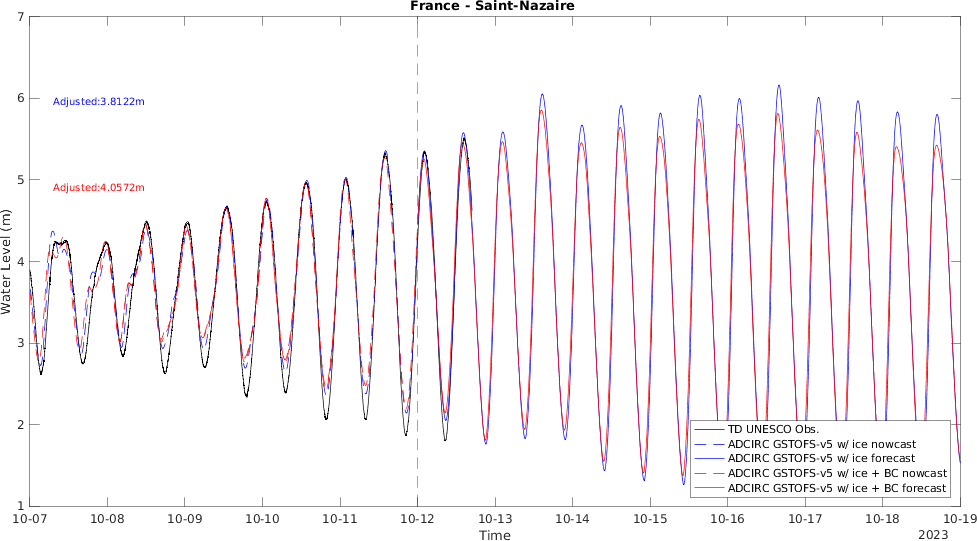 France - Saint-Nazaire
7
6
5
4
3
2
1
Water Level (m)
Adjusted:3.8122m
Adjusted:4.0572m
TD UNESCO Obs.
ADCIRC GSTOFS-v5 w/ ice nowcast
ADCIRC GSTOFS-v5 w/ ice forecast
ADCIRC GSTOFS-v5 w/ ice + BC nowcast
ADCIRC GSTOFS-v5 w/ ice + BC forecast
10-07 10-08 10-09 10-10 10-11 10-12 10-13 10-14 10-15 10-16 10-17 10-18 10-19
Time
2023